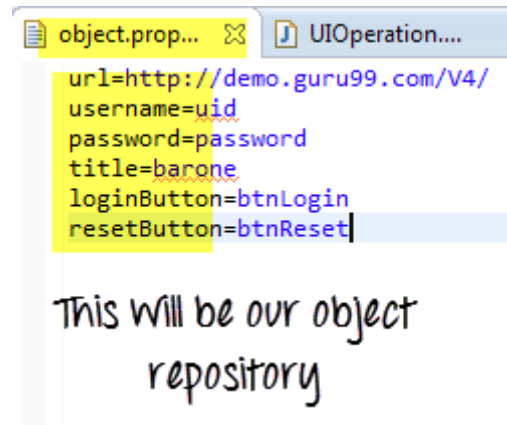 object.prop... UIOperation....
url=http://demo.guru99.com/V4/
username=uid
password=password
title=barone
loginButton=btnLogin
resetButton=btnReset
This will be our object
repository